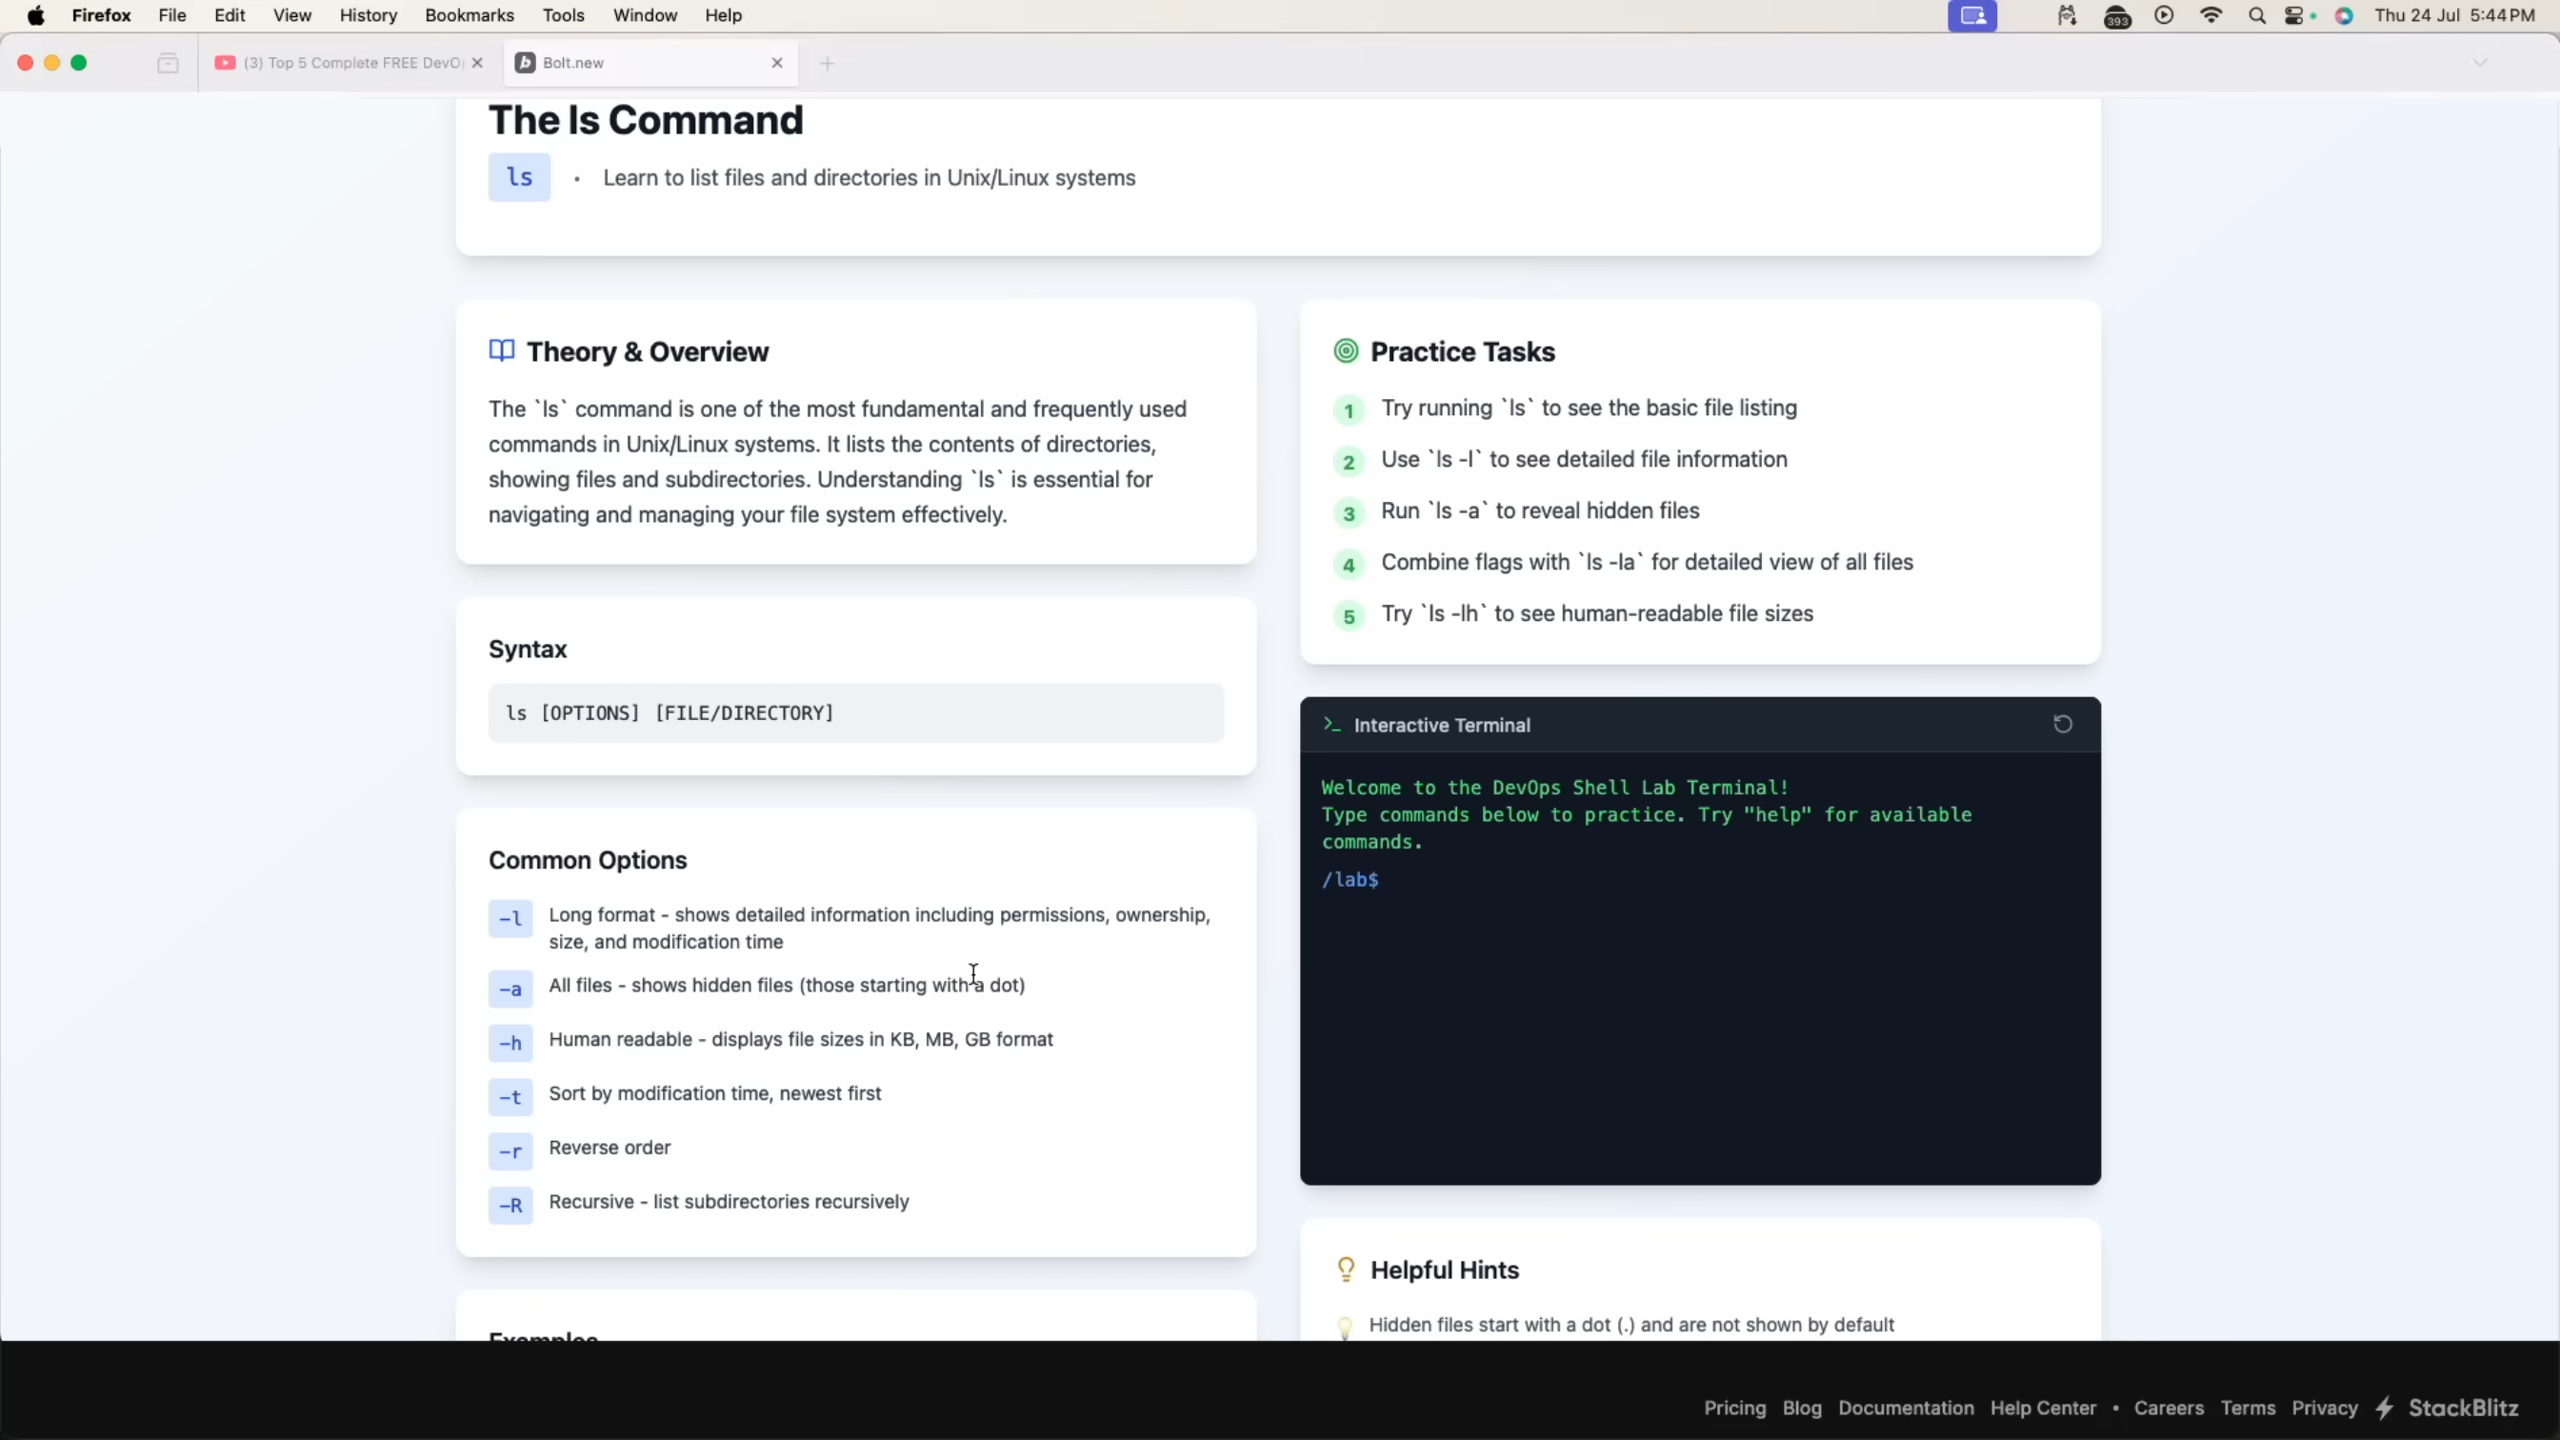 Firefox File Edit View History Bookmarks Tools Window Help
393
Thu 24 Jul 5:44 PM
(3) Top 5 Complete FREE DevO
Bolt.new
The ls Command
ls • Learn to list files and directories in Unix/Linux systems
Theory & Overview
The `ls` command is one of the most fundamental and frequently used
commands in Unix/Linux systems. It lists the contents of directories,
showing files and subdirectories. Understanding `ls` is essential for
navigating and managing your file system effectively.
Syntax
ls [OPTIONS] [FILE/DIRECTORY]
Common Options
-l Long format - shows detailed information including permissions, ownership,
size, and modification time
-a All files - shows hidden files (those starting with a dot)
-h Human readable - displays file sizes in KB, MB, GB format
-t Sort by modification time, newest first
-r Reverse order
-R Recursive - list subdirectories recursively
Examples
Practice Tasks
1 Try running `ls` to see the basic file listing
2 Use `ls -l` to see detailed file information
3 Run `ls -a` to reveal hidden files
4 Combine flags with `ls -la` for detailed view of all files
5 Try `ls -lh` to see human-readable file sizes
>_ Interactive Terminal
Welcome to the DevOps Shell Lab Terminal!
Type commands below to practice. Try "help" for available
commands.
/lab$
Helpful Hints
Hidden files start with a dot (.) and are not shown by default
Pricing Blog Documentation Help Center • Careers Terms Privacy StackBlitz